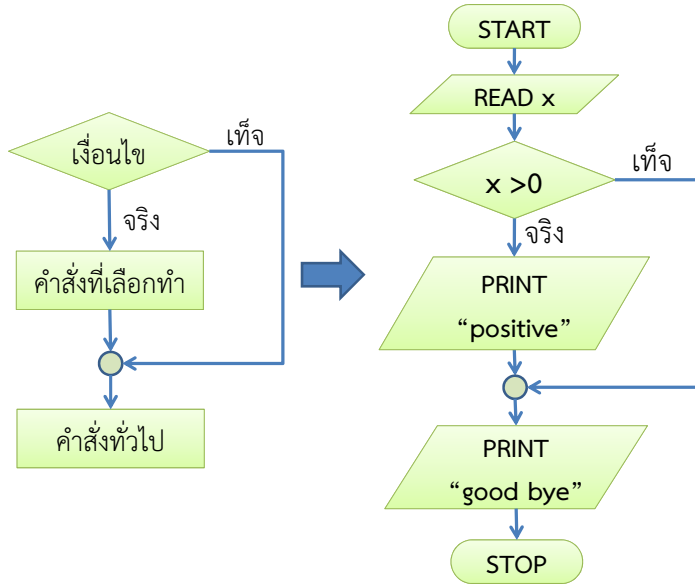 เงื่อนไข
เท็จ
จริง
คำสั่งที่เลือกทำ
คำสั่งทั่วไป
START
READ x
x >0
เท็จ
จริง
PRINT
“positive”
PRINT
“good bye”
STOP